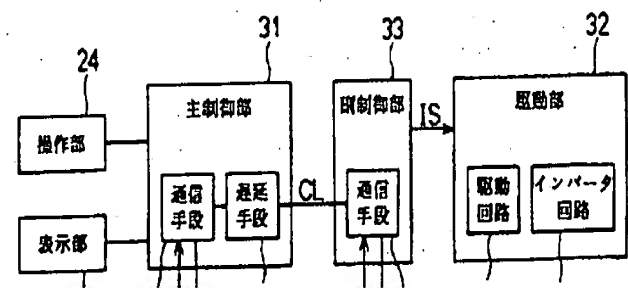 31
33
32
24
主制御部
副制御部
駆動部
操作部
IS
通信
手段
遅延
手段
CL
通信
手段
駆動
回路
インバータ
回路
表示部